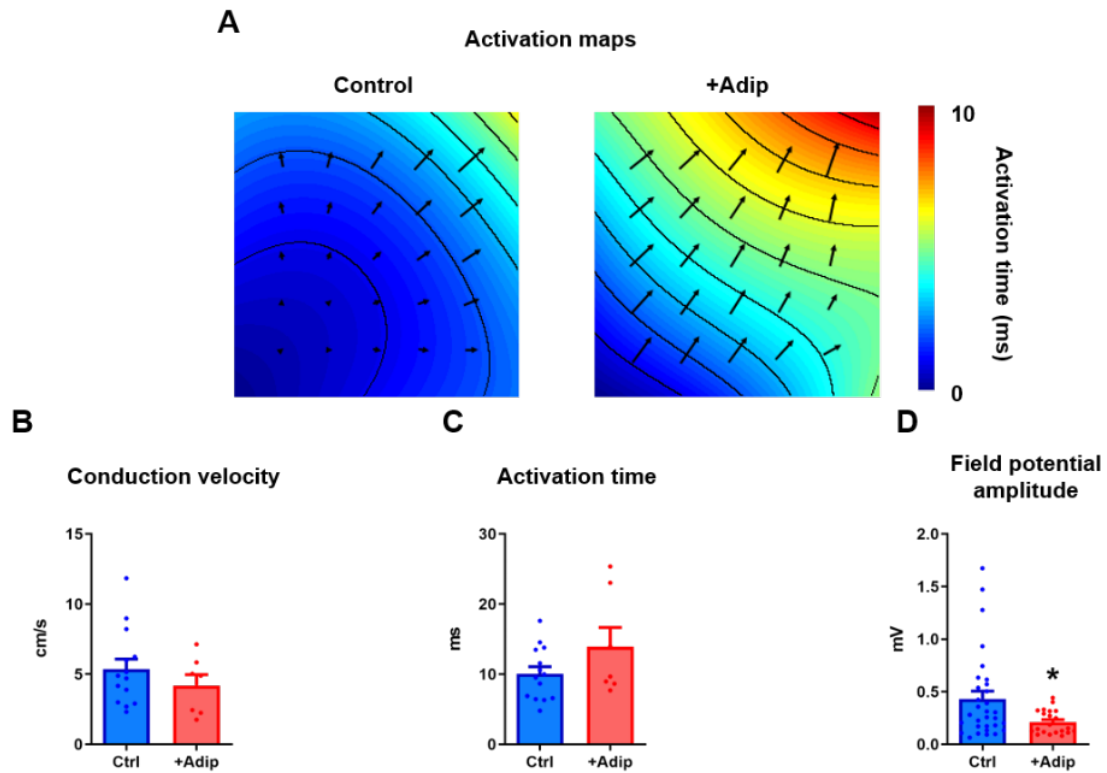 A
Activation maps
Control
+Adip
10
Activation time (ms)
0
B
Conduction velocity
15
10
5
0
cm/s
Ctrl
+Adip
C
Activation time
30
20
10
0
ms
Ctrl
+Adip
D
Field potential
amplitude
2.0
1.5
1.0
0.5
0.0
mV
*
Ctrl
+Adip